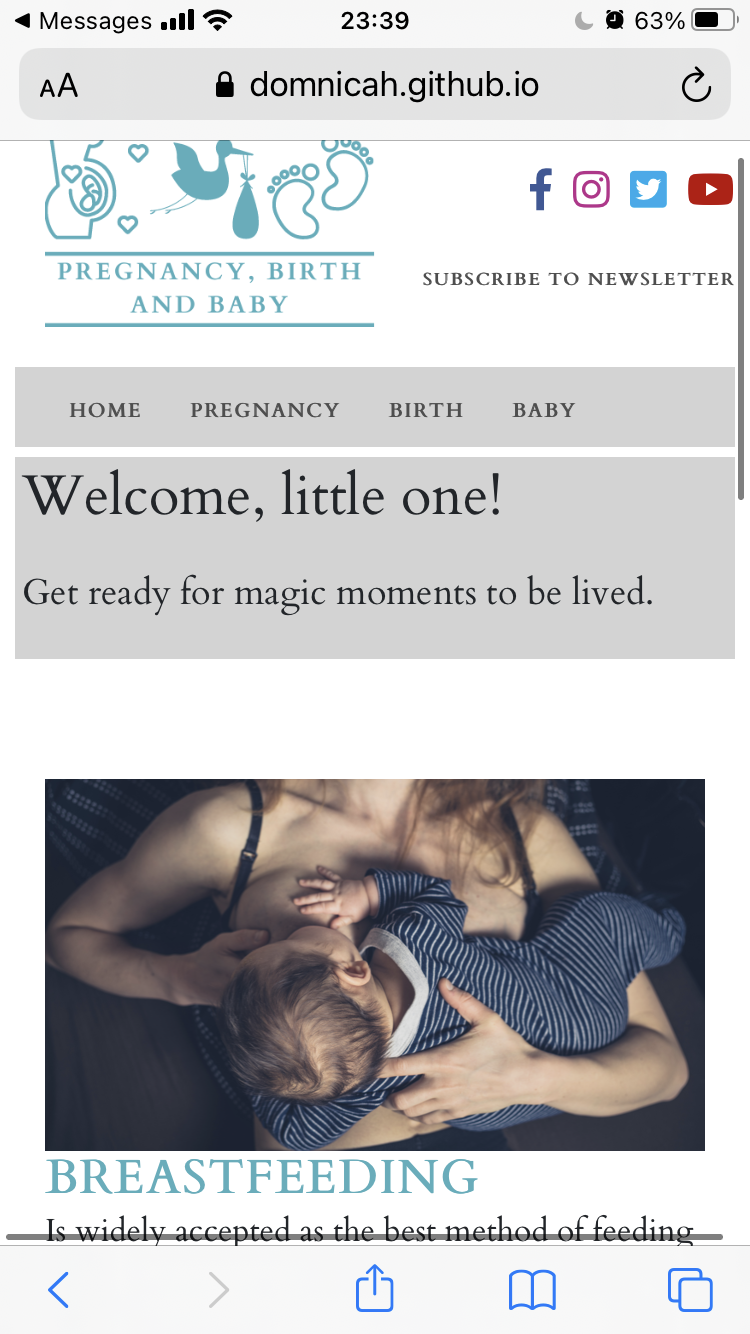 Messages
23:39
63%
AA
domnicah.github.io
PREGNANCY, BIRTH
AND BABY
SUBSCRIBE TO NEWSLETTER
HOME PREGNANCY BIRTH BABY
Welcome, little one!
Get ready for magic moments to be lived.
BREASTFEEDING
Is widely accepted as the best method of feeding